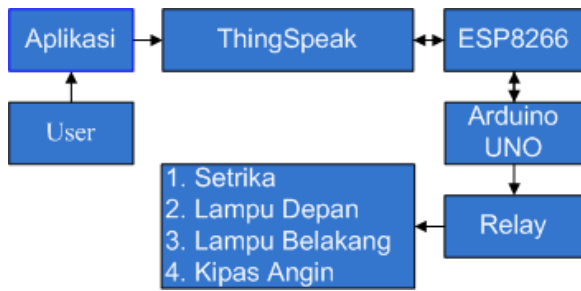 Aplikasi
ThingSpeak
ESP8266
User
Arduino
UNO
1. Setrika
2. Lampu Depan
3. Lampu Belakang
4. Kipas Angin
Relay